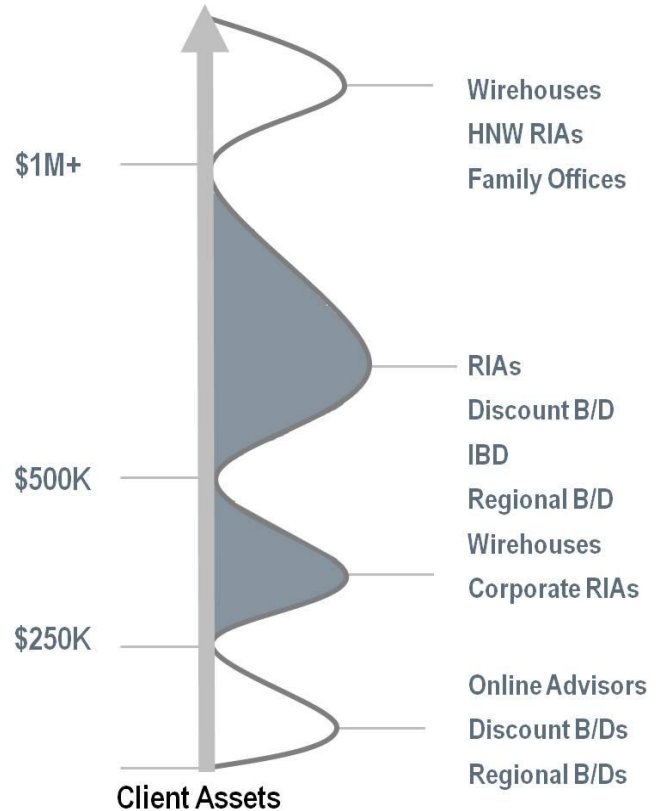 Wirehouses
HNW RIAs
$1M+
Family Offices
RIAs
Discount B/D
IBD
$500K
Regional B/D
Wirehouses
Corporate RIAs
$250K
Online Advisors
Discount B/Ds
Regional B/Ds
Client Assets